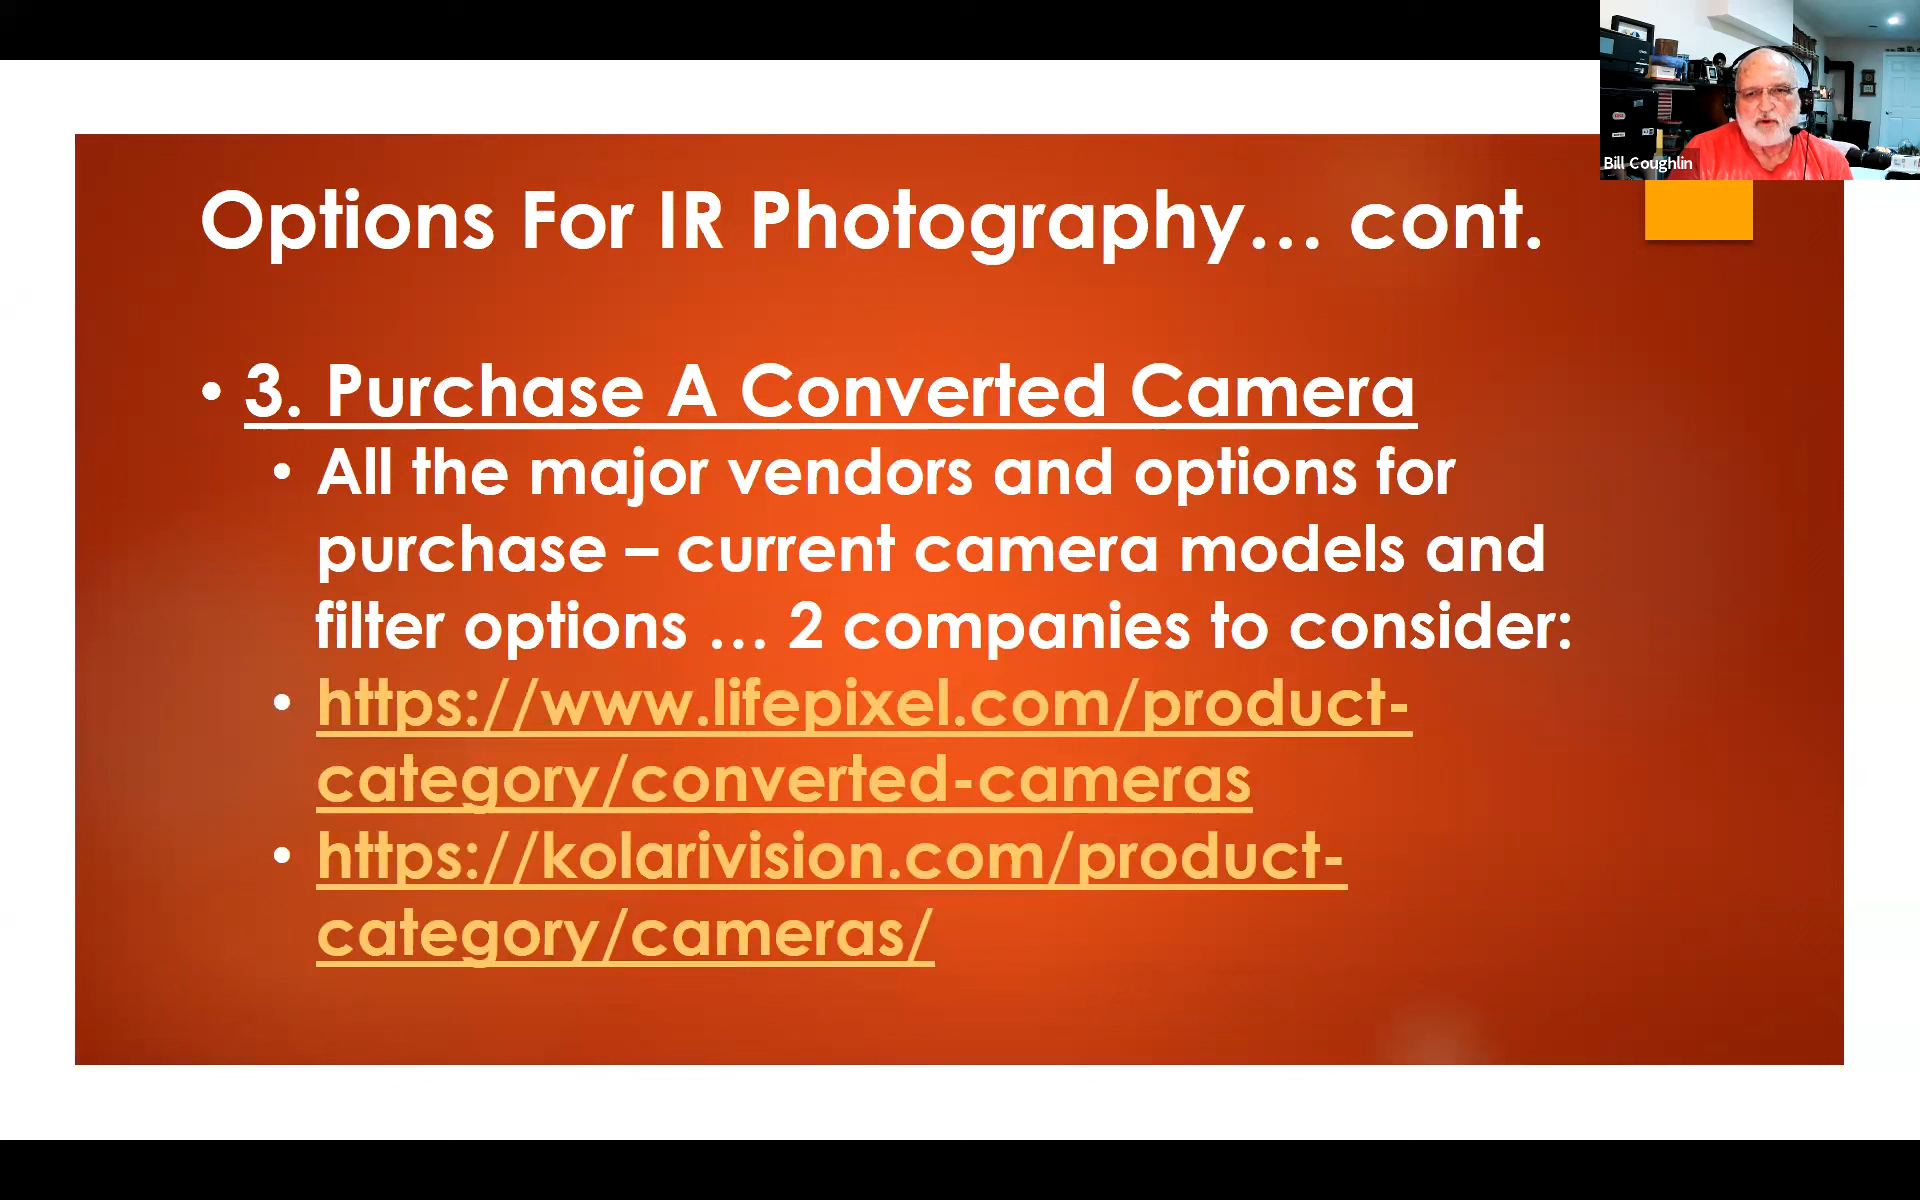 Bill Coughlin
Options For IR Photography… cont.
• 3. Purchase A Converted Camera
• All the major vendors and options for
purchase – current camera models and
filter options … 2 companies to consider:
• https://www.lifepixel.com/product-
category/converted-cameras
• https://kolarivision.com/product-
category/cameras/